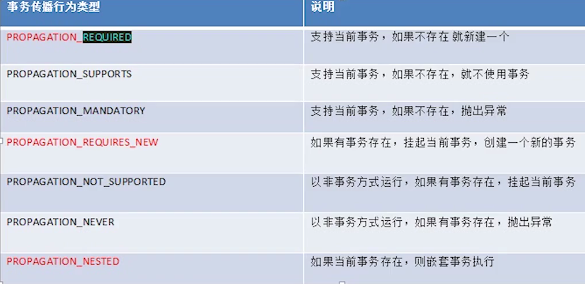 事务传播行为类型 说明
PROPAGATION_REQUIRED 支持当前事务，如果不存在 就新建一个
PROPAGATION_SUPPORTS 支持当前事务，如果不存在，就不使用事务
PROPAGATION_MANDATORY 支持当前事务，如果不存在，抛出异常
PROPAGATION_REQUIRES_NEW 如果有事务存在，挂起当前事务，创建一个新的事务
PROPAGATION_NOT_SUPPORTED 以非事务方式运行，如果有事务存在，挂起当前事务
PROPAGATION_NEVER 以非事务方式运行，如果有事务存在，抛出异常
PROPAGATION_NESTED 如果当前事务存在，则嵌套事务执行